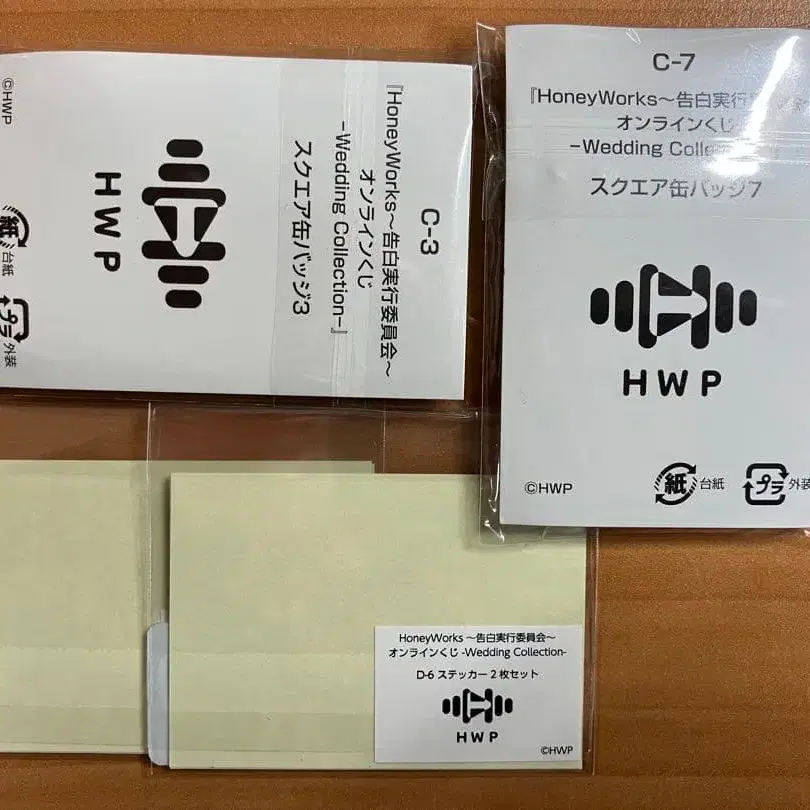 C-3
『HoneyWorks～告白実行委員会～
オンラインくじ
-Wedding Collection-』
スクエア缶バッジ3
HWP
©HWP
紙 台紙
プラ 外装
C-7
『HoneyWorks～告白実行
オンラインくじ
-Wedding
スクエア缶バッジ7
HWP
©HWP
紙 台紙
プラ 外装
HoneyWorks ～告白実行委員会～
オンラインくじ -Wedding Collection-
D-6 ステッカー2枚セット
HWP
©HWP